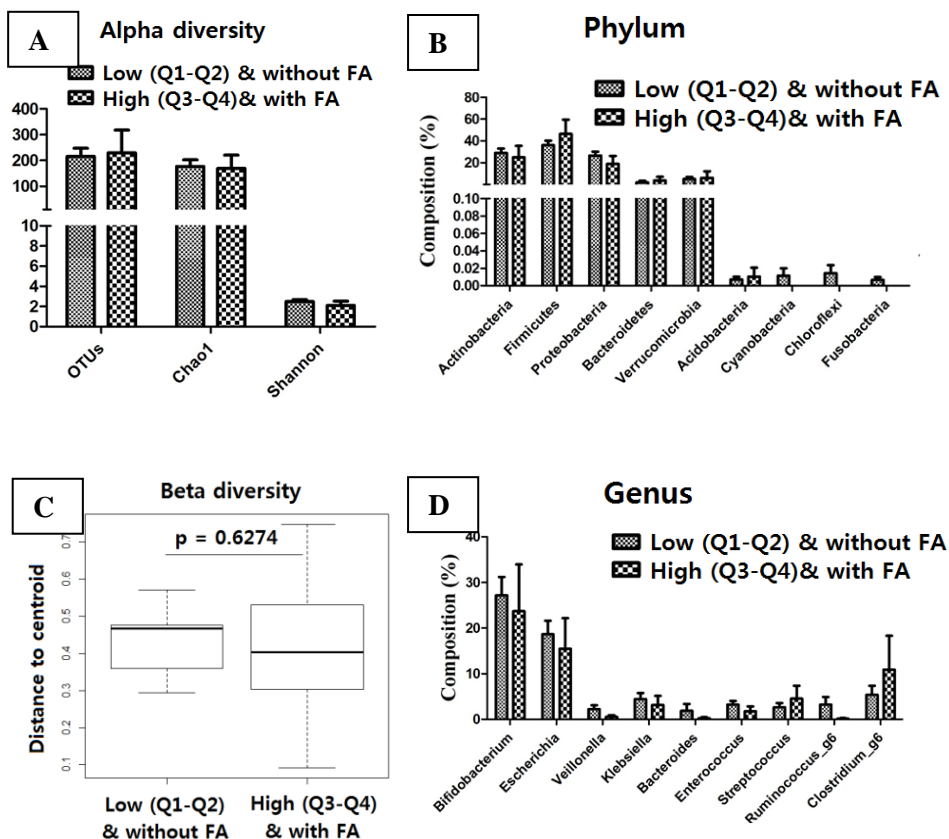 A
Alpha diversity
Low (Q1-Q2) & without FA
High (Q3-Q4)& with FA
400
300
200
100
10
8
6
4
2
0
OTUs
Chao1
Shannon
B
Phylum
Low (Q1-Q2) & without FA
High (Q3-Q4)& with FA
Composition (%)
80
60
40
20
0.10
0.08
0.06
0.04
0.02
0.00
Actinobacteria
Firmicutes
Proteobacteria
Bacteroidetes
Verrucomicrobia
Acidobacteria
Cyanobacteria
Chloroflexi
Fusobacteria
C
Beta diversity
p = 0.6274
Distance to centroid
0.6
0.5
0.4
0.3
0.2
0.1
Low (Q1-Q2)
& without FA
High (Q3-Q4)
& with FA
D
Genus
Low (Q1-Q2) & without FA
High (Q3-Q4)& with FA
Composition (%)
40
30
20
10
0
Bifidobacterium
Escherichia
Veillonella
Klebsiella
Bacteroides
Enterococcus
Streptococcus
Ruminococcus_g6
Clostridium_g6